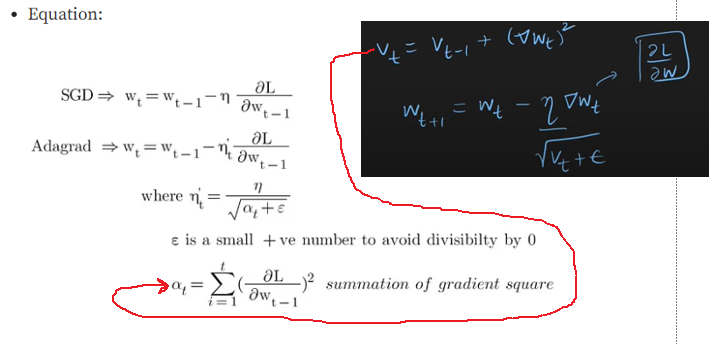 • Equation:
v_t = v_{t-1} + (∇w_t)²
∂L/∂w
w_{t+1} = w_t − η ∇w_t / √(v_t + ε)
SGD ⇒ w_t = w_{t−1} − η ∂L/∂w_{t−1}
Adagrad ⇒ w_t = w_{t−1} − η'_t ∂L/∂w_{t−1}
where η'_t = η / √(α_t + ε)
ε is a small +ve number to avoid divisibilty by 0
α_t = ∑_{i=1}^{t} (∂L/∂w_{t−1})² summation of gradient square